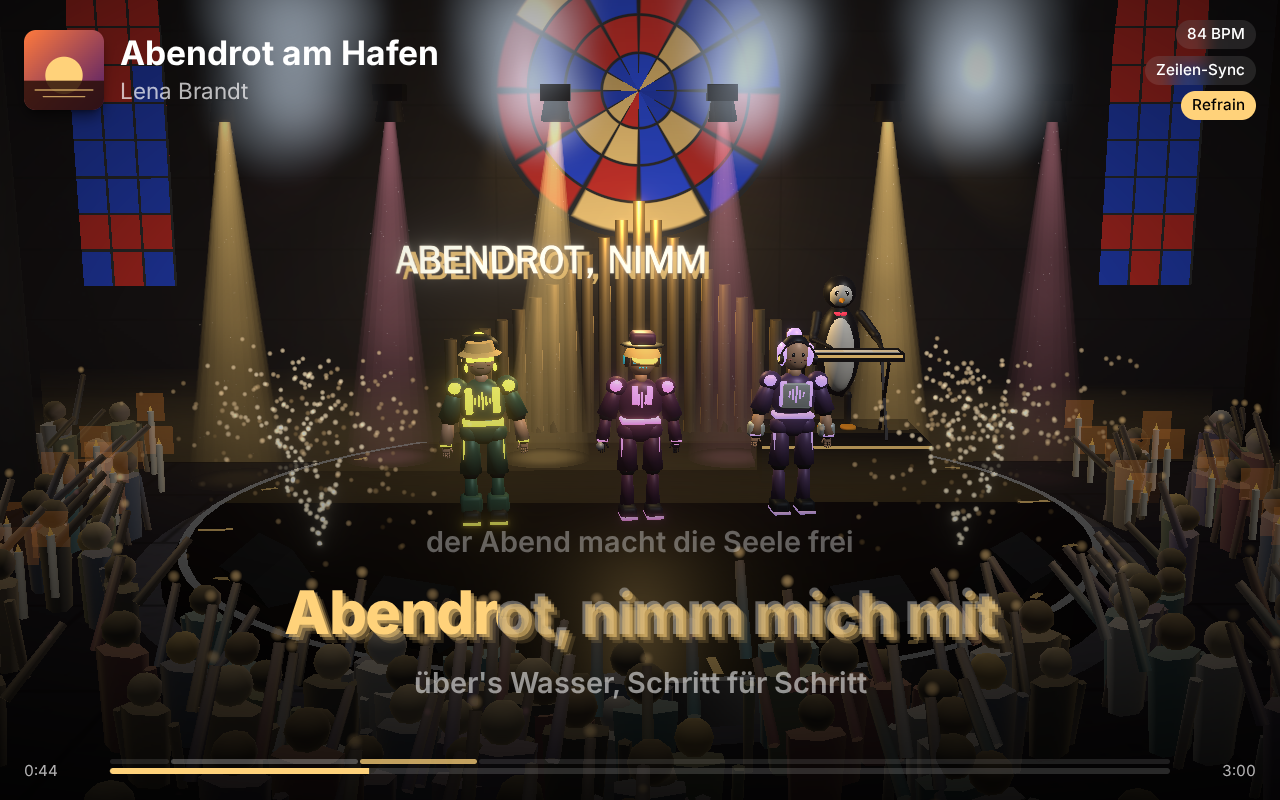 Abendrot am Hafen
Lena Brandt
84 BPM
Zeilen-Sync
Refrain
ABENDROT, NIMM
der Abend macht die Seele frei
Abendrot, nimm mich mit
über's Wasser, Schritt für Schritt
0:44
3:00